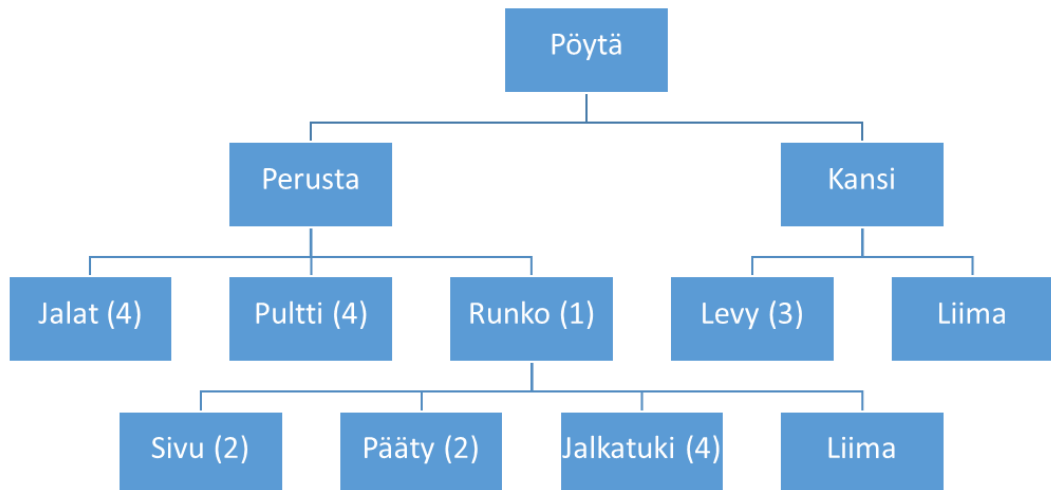 Pöytä
Perusta
Kansi
Jalat (4)
Pultti (4)
Runko (1)
Levy (3)
Liima
Sivu (2)
Pääty (2)
Jalkatuki (4)
Liima